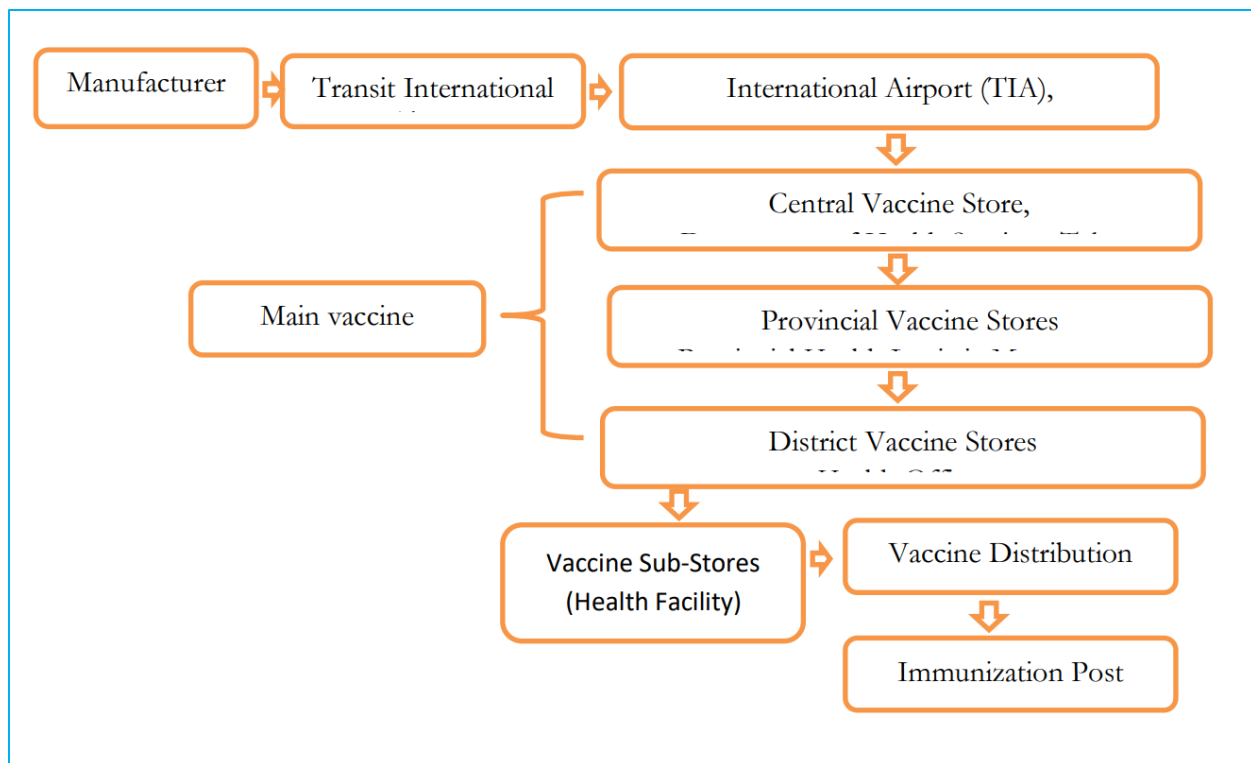 Manufacturer
Transit International
International Airport (TIA),
Central Vaccine Store,
Provincial Vaccine Stores
Main vaccine
District Vaccine Stores
Vaccine Sub-Stores
(Health Facility)
Vaccine Distribution
Immunization Post